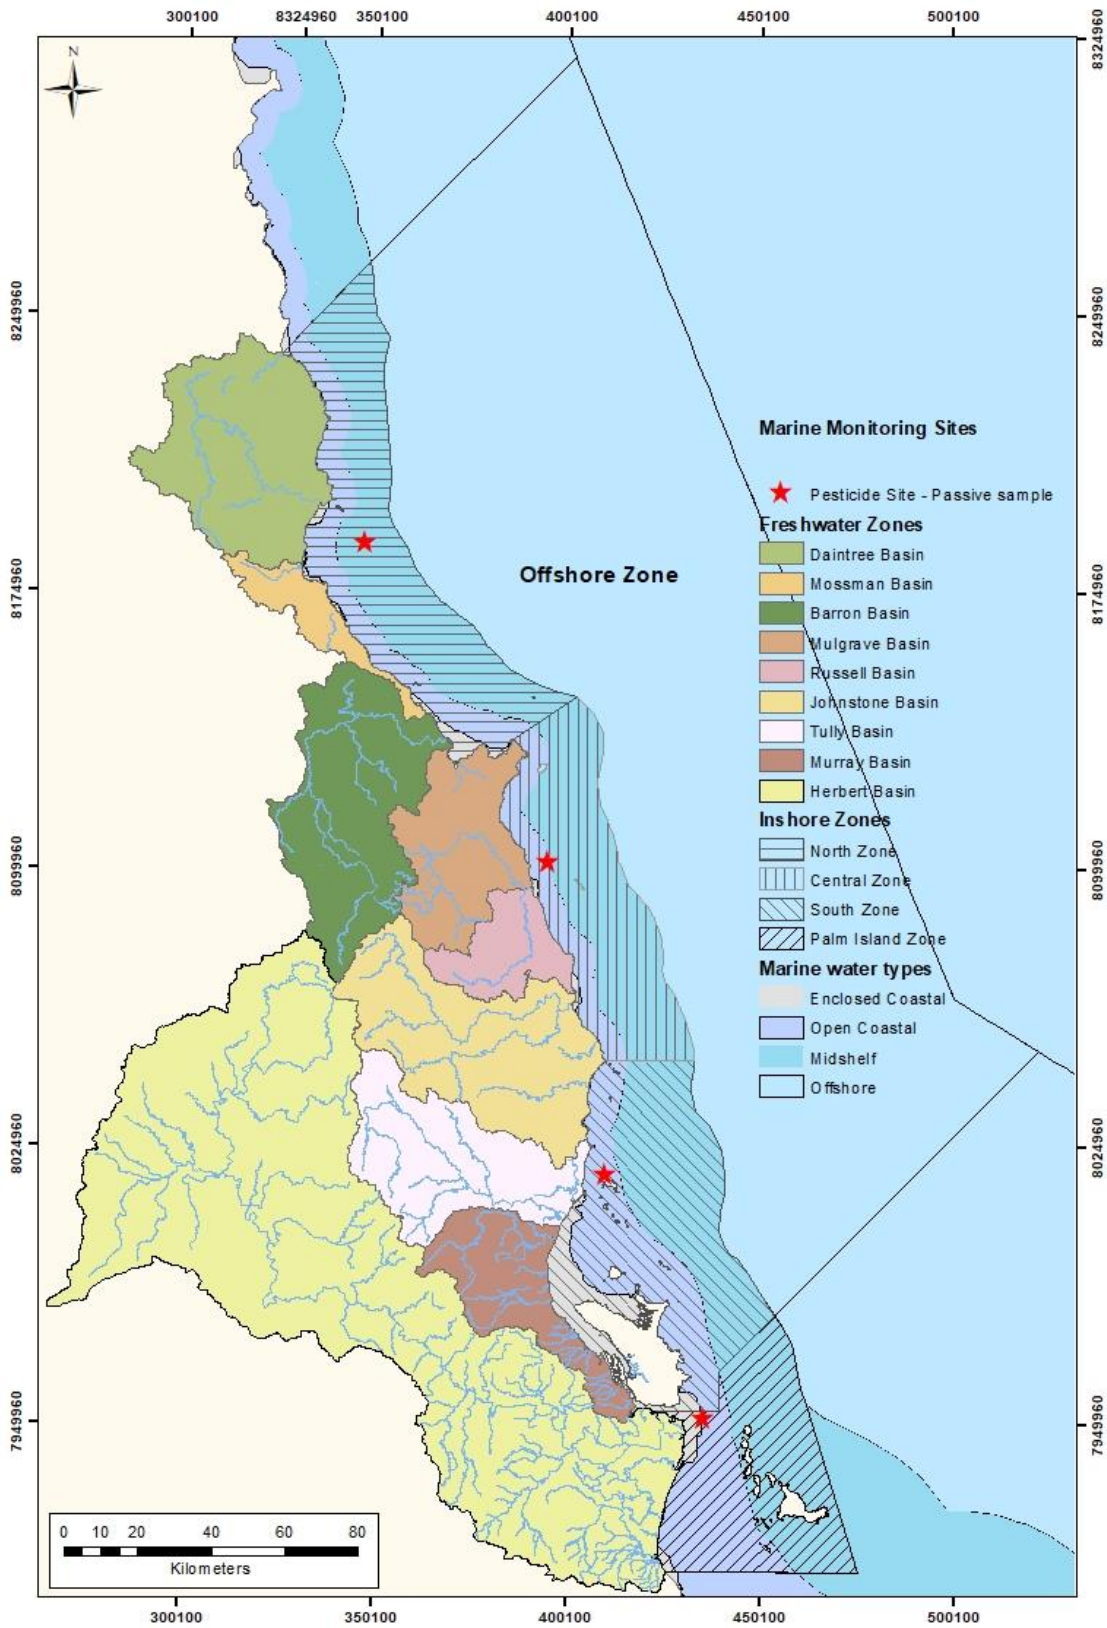 300100 8324960 350100 400100 450100 500100
8324960
N
8249960 8249960
Marine Monitoring Sites
Pesticide Site - Passive sample
Freshwater Zones
Daintree Basin
Offshore Zone
Mossman Basin
8174960 8174960
Barron Basin
Mulgrave Basin
Russell Basin
Johnstone Basin
Tully Basin
Murray Basin
Herbert Basin
Inshore Zones
North Zone
8099960 8099960
Central Zone
South Zone
Palm Island Zone
Marine water types
Enclosed Coastal
Open Coastal
Midshelf
Offshore
8024960 8024960
7949960 7949960
0 10 20 40 60 80
Kilometers
300100 350100 400100 450100 500100